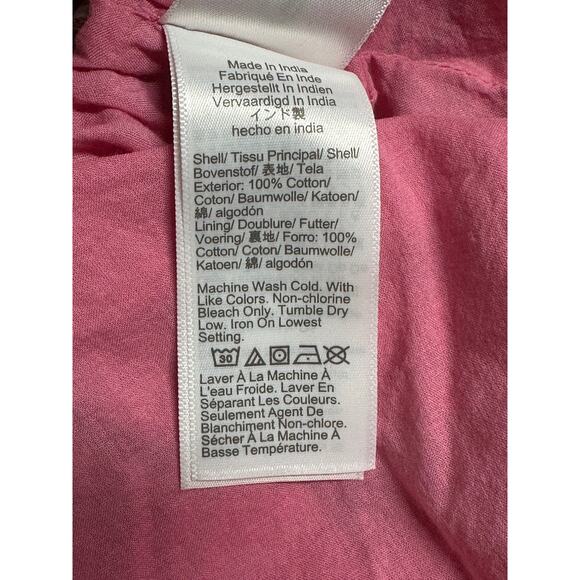 Made In India
Fabriqué En Inde
Hergestellt In Indien
Vervaardigd In India
インド製
hecho en india
Shell/ Tissu Principal/ Shell/
Bovenstof/ 表地/ Tela
Exterior: 100% Cotton/
Coton/ Baumwolle/ Katoen/
綿/ algodón
Lining/ Doublure/ Futter/
Voering/ 裏地/ Forro: 100%
Cotton/ Coton/ Baumwolle/
Katoen/ 綿/ algodón
Machine Wash Cold. With
Like Colors. Non-chlorine
Bleach Only. Tumble Dry
Low. Iron On Lowest
Setting.
30
Laver À La Machine À
L'eau Froide. Laver En
Séparant Les Couleurs.
Seulement Agent De
Blanchiment Non-chlore.
Sécher À La Machine À
Basse Température.